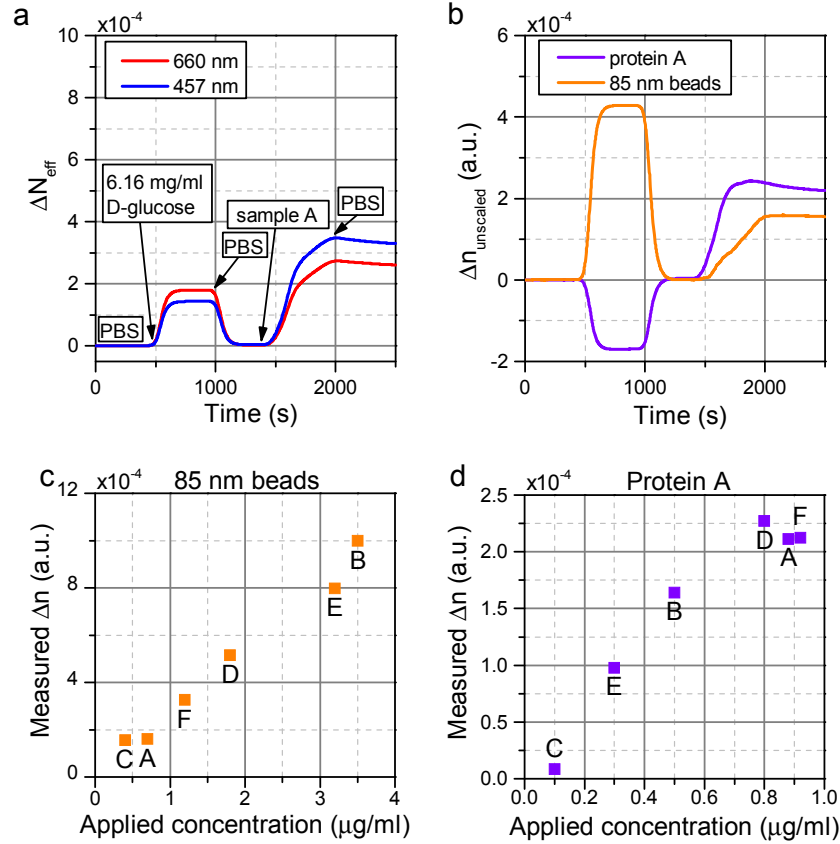 a
×10⁻⁴
10
8
6
4
2
0
ΔN_eff
660 nm
457 nm
6.16 mg/ml
D-glucose
sample A
PBS
PBS
PBS
0
1000
2000
Time (s)
b
×10⁻⁴
6
4
2
0
-2
Δn_unscaled (a.u.)
protein A
85 nm beads
0
1000
2000
Time (s)
c
×10⁻⁴
85 nm beads
12
8
4
0
Measured Δn (a.u.)
B
E
D
F
C
A
0
1
2
3
4
Applied concentration (μg/ml)
d
×10⁻⁴
Protein A
2.5
2.0
1.5
1.0
0.5
0.0
Measured Δn (a.u.)
F
D
A
B
E
C
0.0
0.2
0.4
0.6
0.8
1.0
Applied concentration (μg/ml)